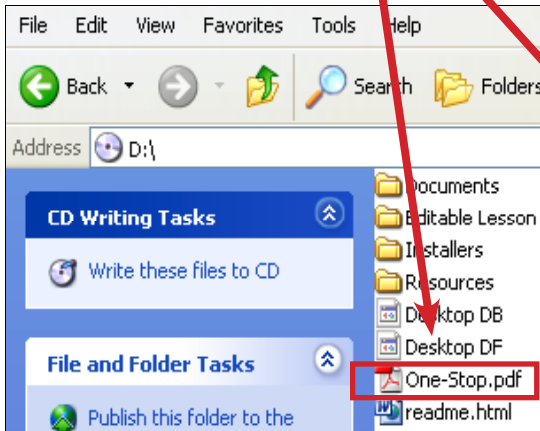 File Edit View Favorites Tools Help
Back Search Folders
Address D:\
CD Writing Tasks
Write these files to CD
File and Folder Tasks
Publish this folder to the
Documents
Editable Lesson
Installers
Resources
Desktop DB
Desktop DF
One-Stop.pdf
readme.html